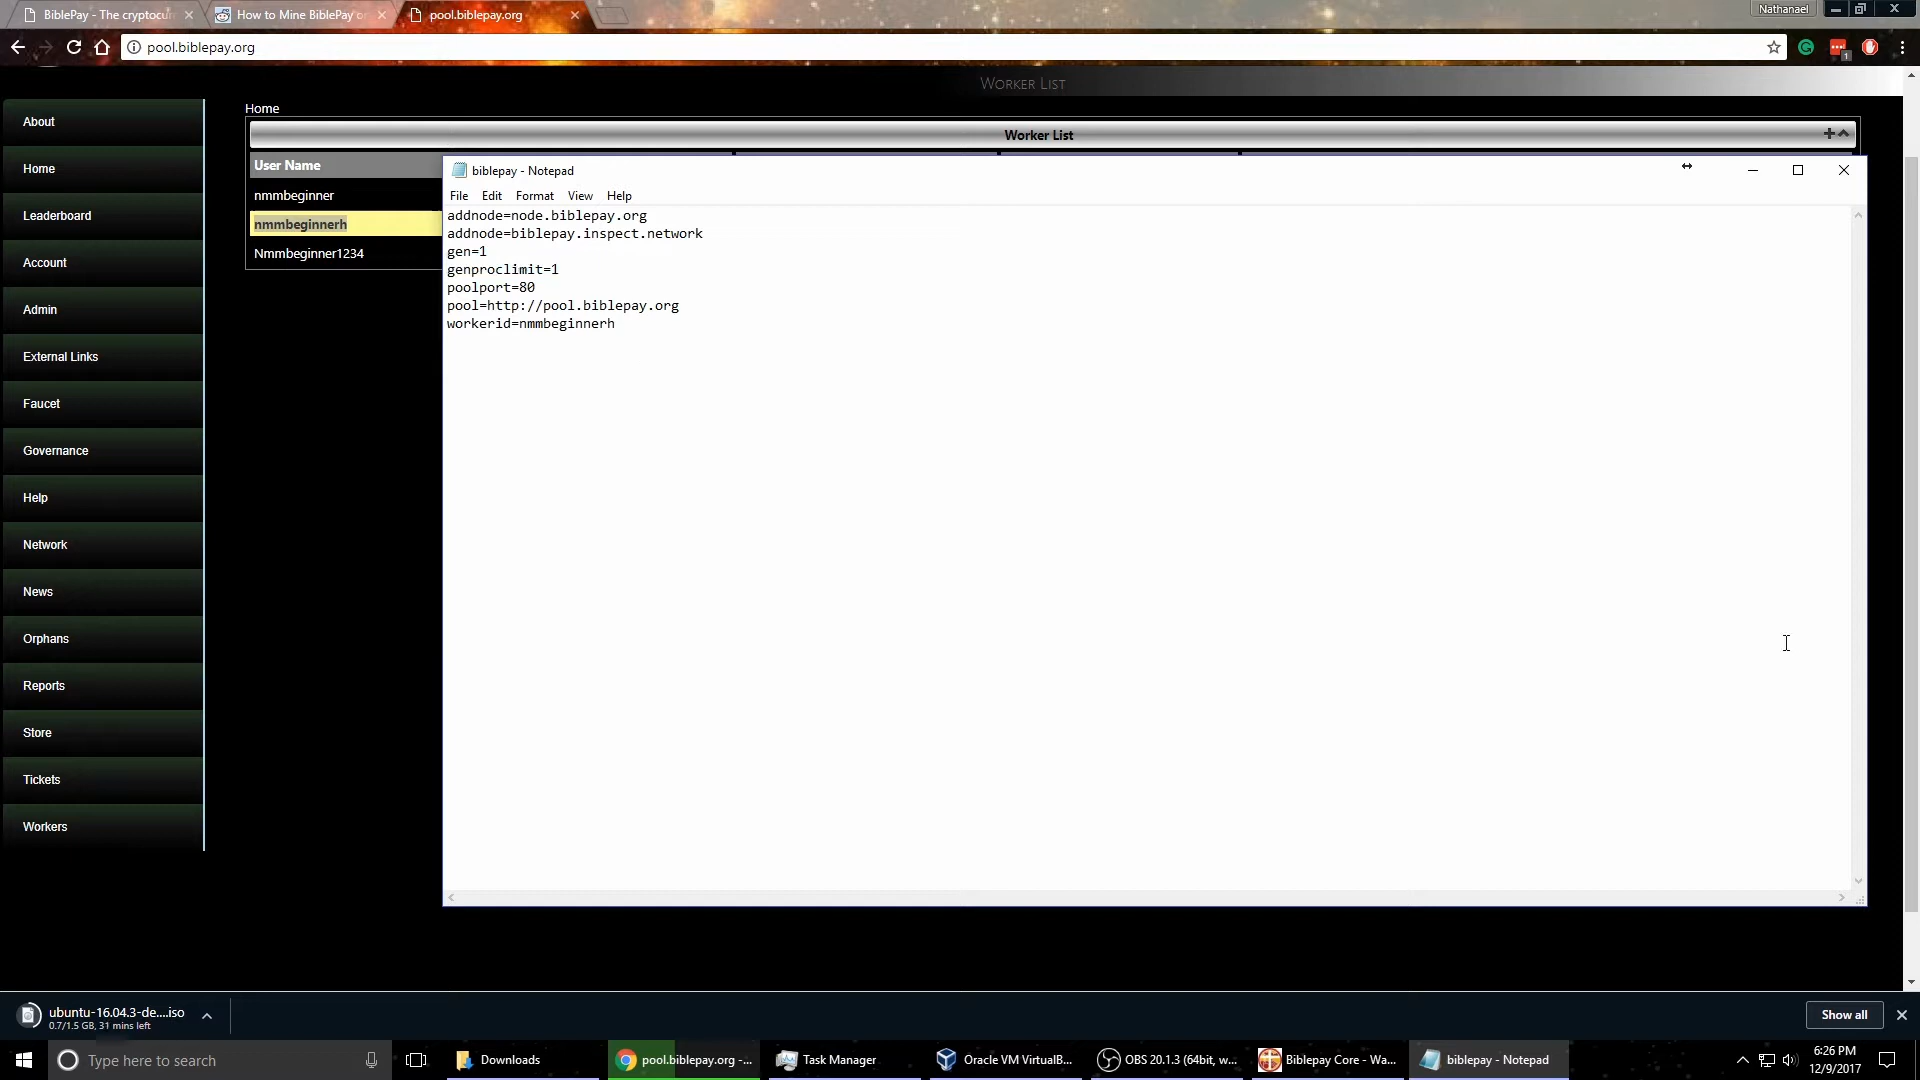 BiblePay - The cryptocur
How to Mine BiblePay o
pool.biblepay.org
Nathanael
pool.biblepay.org
1
Worker List
Home
Worker List
User Name
nmmbeginner
nmmbeginnerh
Nmmbeginner1234
About
Home
Leaderboard
Account
Admin
External Links
Faucet
Governance
Help
Network
News
Orphans
Reports
Store
Tickets
Workers
biblepay - Notepad
File Edit Format View Help
addnode=node.biblepay.org
addnode=biblepay.inspect.network
gen=1
genproclimit=1
poolport=80
pool=http://pool.biblepay.org
workerid=nmmbeginnerh
ubuntu-16.04.3-de....iso
0.7/1.5 GB, 31 mins left
Show all
Type here to search
Downloads
pool.biblepay.org -...
Task Manager
Oracle VM VirtualB...
OBS 20.1.3 (64bit, w...
Biblepay Core - Wa...
biblepay - Notepad
6:26 PM
12/9/2017